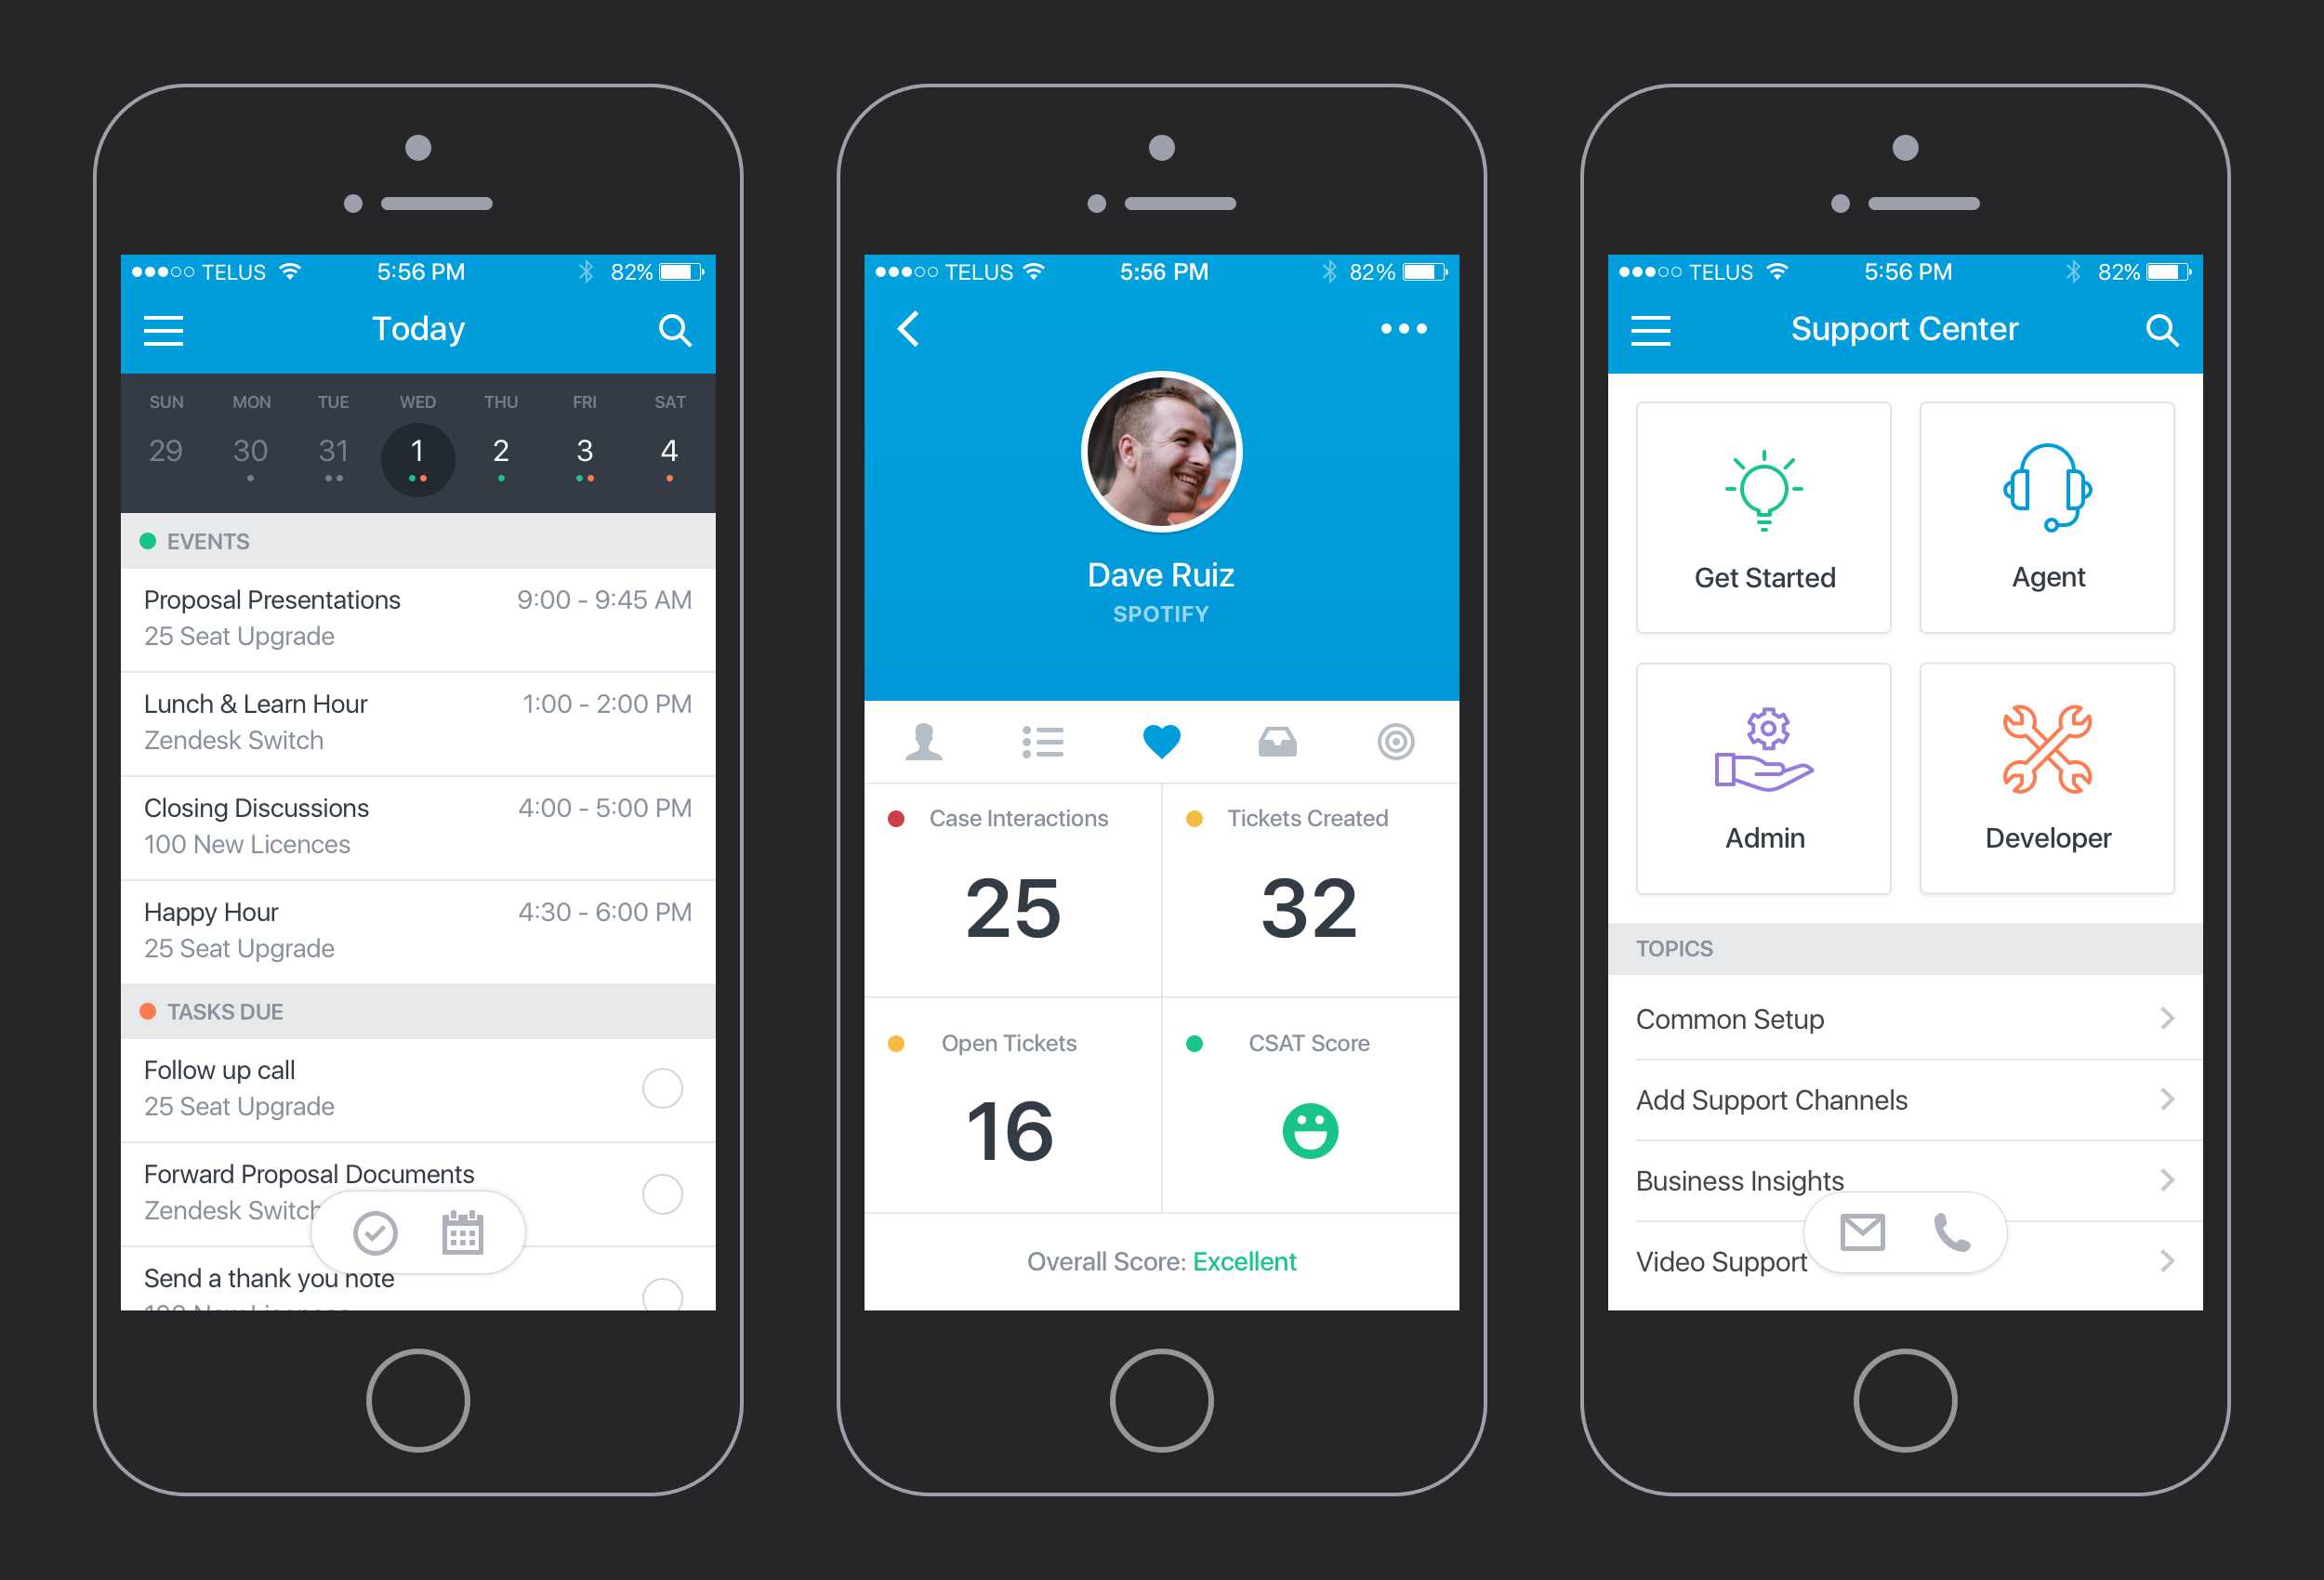 TELUS 5:56 PM 82%
Today
SUN MON TUE WED THU FRI SAT
29 30 31 1 2 3 4
EVENTS
Proposal Presentations 9:00 - 9:45 AM
25 Seat Upgrade
Lunch & Learn Hour 1:00 - 2:00 PM
Zendesk Switch
Closing Discussions 4:00 - 5:00 PM
100 New Licences
Happy Hour 4:30 - 6:00 PM
25 Seat Upgrade
TASKS DUE
Follow up call
25 Seat Upgrade
Forward Proposal Documents
Zendesk Switch
Send a thank you note
100 New Licences
TELUS 5:56 PM 82%
Dave Ruiz
SPOTIFY
Case Interactions Tickets Created
25 32
Open Tickets CSAT Score
16
Overall Score: Excellent
TELUS 5:56 PM 82%
Support Center
Get Started Agent
Admin Developer
TOPICS
Common Setup
Add Support Channels
Business Insights
Video Support